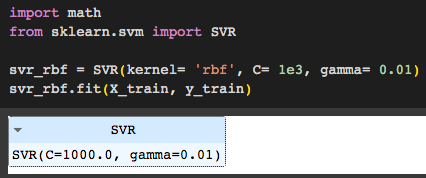 import math
from sklearn.svm import SVR
svr_rbf = SVR(kernel= 'rbf', C= 1e3, gamma= 0.01)
svr_rbf.fit(X_train, y_train)
SVR
SVR(C=1000.0, gamma=0.01)